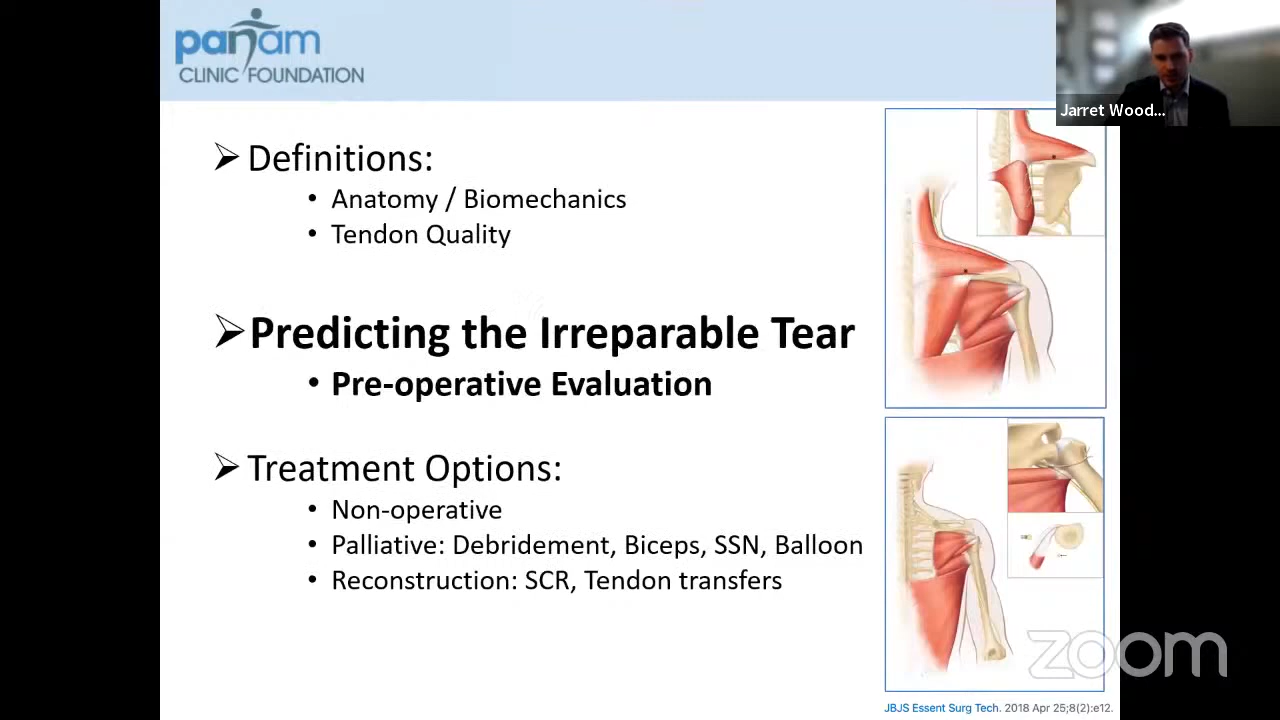 panam
CLINIC FOUNDATION
Jarret Wood...
Definitions:
Anatomy / Biomechanics
Tendon Quality
Predicting the Irreparable Tear
Pre-operative Evaluation
Treatment Options:
Non-operative
Palliative: Debridement, Biceps, SSN, Balloon
Reconstruction: SCR, Tendon transfers
zoom
JBJS Essent Surg Tech. 2018 Apr 25;8(2):e12.